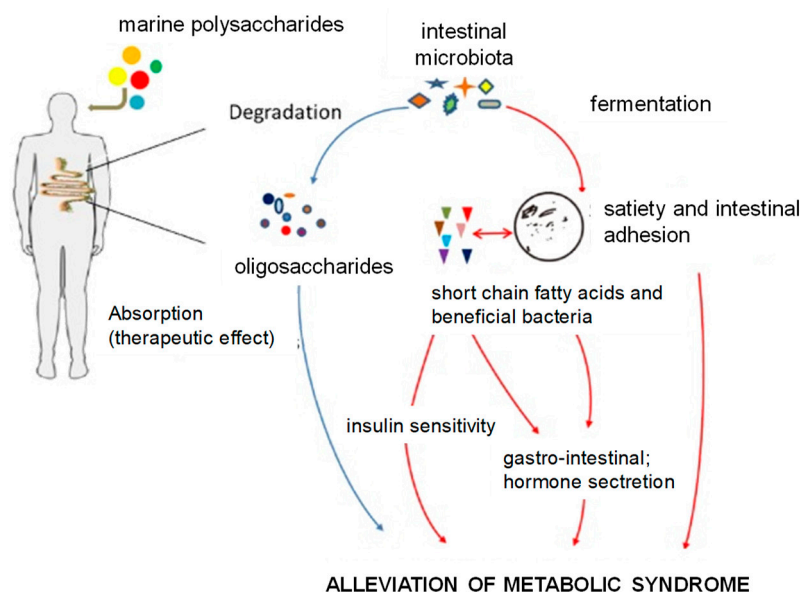 marine polysaccharides
intestinal
microbiota
Degradation
fermentation
satiety and intestinal
adhesion
oligosaccharides
short chain fatty acids and
beneficial bacteria
Absorption
(therapeutic effect)
;
insulin sensitivity
gastro-intestinal;
hormone sectretion
ALLEVIATION OF METABOLIC SYNDROME